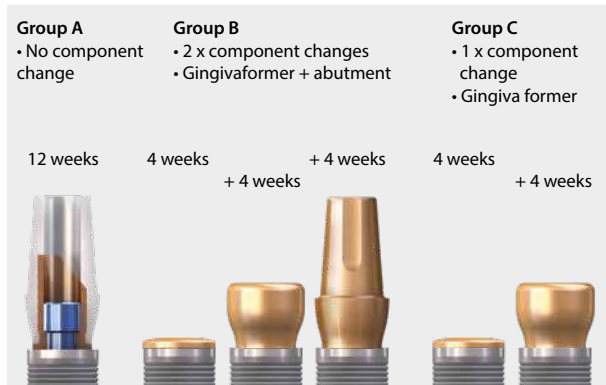 Group A
• No component
change
Group B
• 2 x component changes
• Gingivaformer + abutment
Group C
• 1 x component
change
• Gingiva former
12 weeks
4 weeks
+ 4 weeks
+ 4 weeks
4 weeks
+ 4 weeks